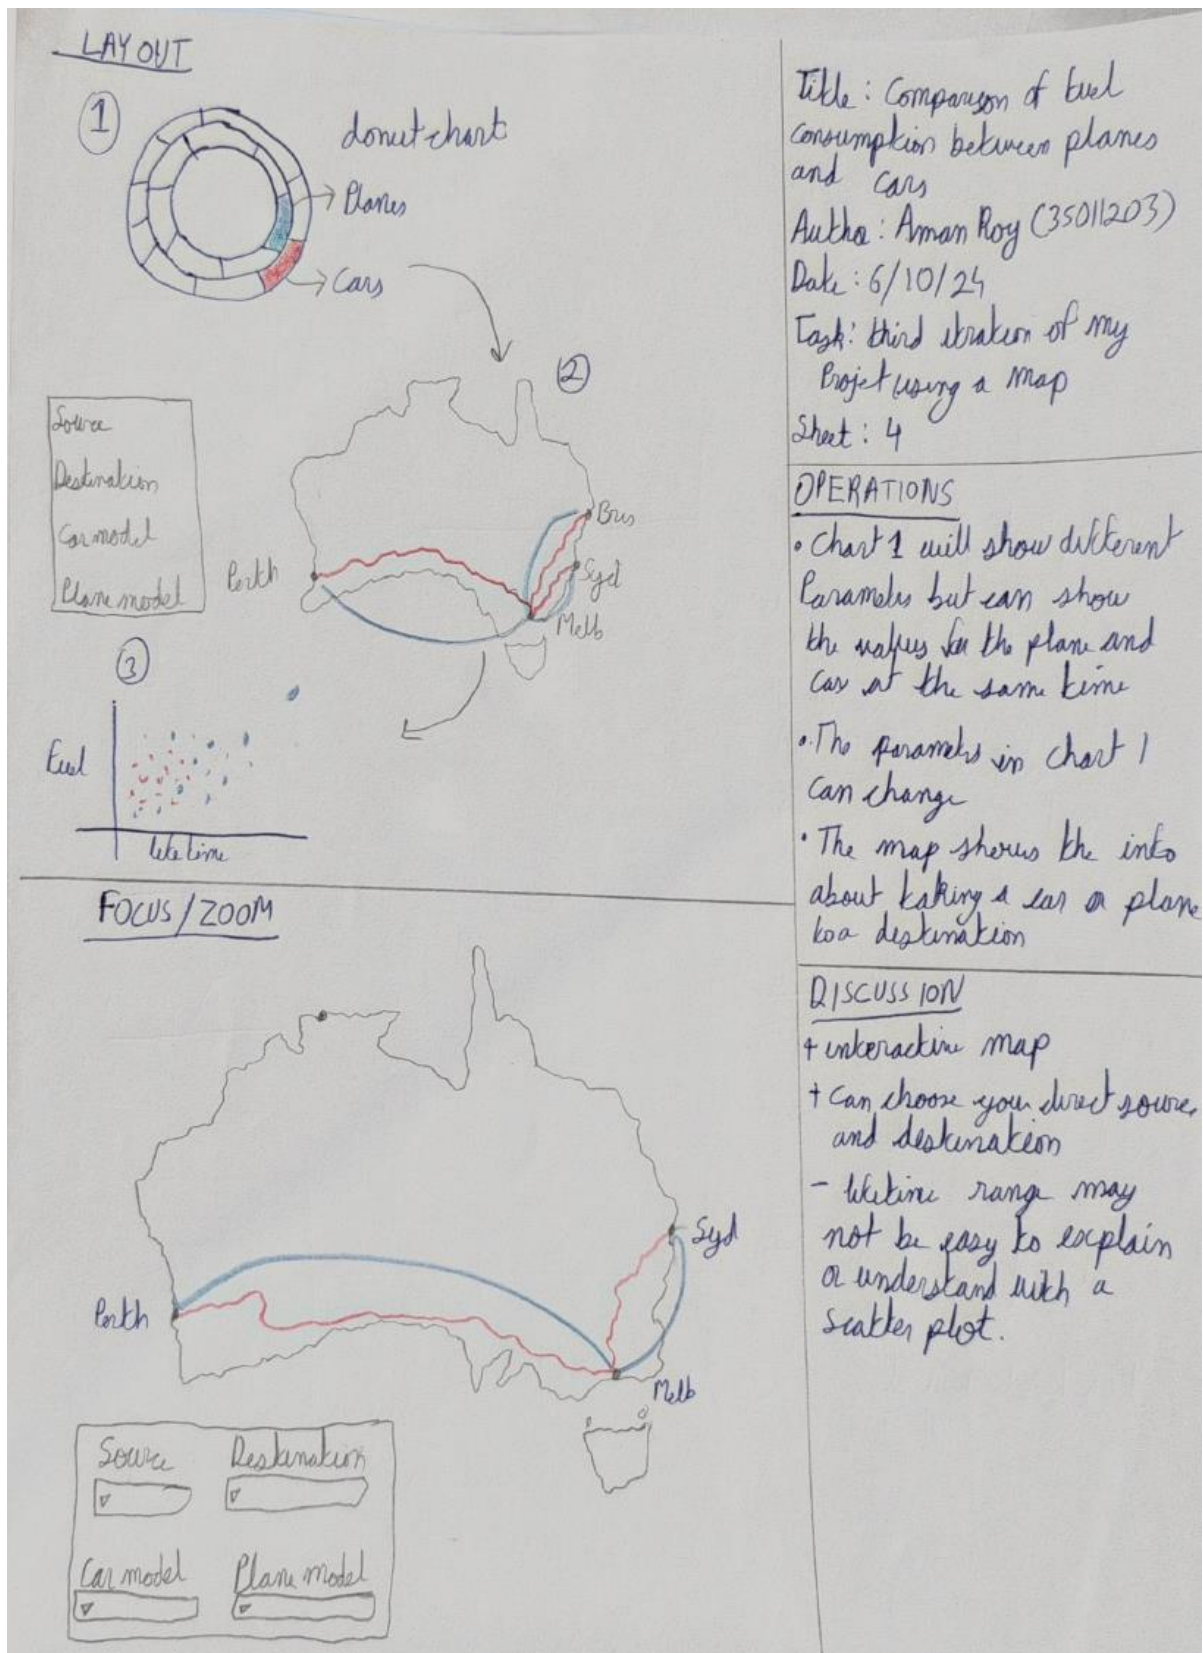 LAYOUT
1
donut chart
Planes
Cars
2
Source
Destination
Car model
Plane model
Bris
Syd
Perth
Melb
3
Fuel
lifetime
FOCUS/ZOOM
Syd
Perth
Melb
Source
Destination
Car model
Plane model
Title: Comparison of fuel
consumption between planes
and cars
Author: Aman Roy (35011203)
Date: 6/10/24
Task: third itration of my
Projet using a map
Sheet: 4
OPERATIONS
• Chart 1 will show different
Parameters but can show
the values for the plane and
car at the same time
• The parameters in chart 1
can change
• The map shows the info
about taking a car or plane
to a destination
DISCUSSION
+ interactive map
+ Can choose your direct source
and destination
- lifetime range may
not be easy to explain
or understand with a
scatter plot.